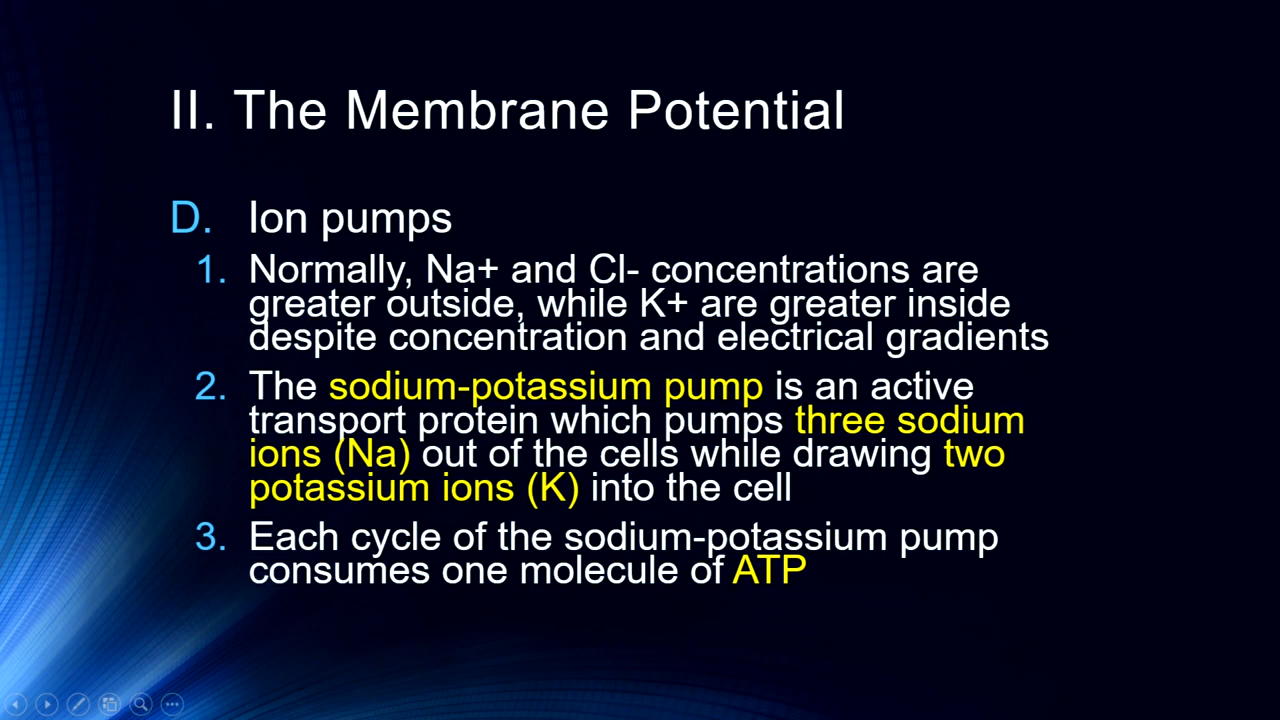 II. The Membrane Potential
D. Ion pumps
1. Normally, Na+ and Cl- concentrations are
greater outside, while K+ are greater inside
despite concentration and electrical gradients
2. The sodium-potassium pump is an active
transport protein which pumps three sodium
ions (Na) out of the cells while drawing two
potassium ions (K) into the cell
3. Each cycle of the sodium-potassium pump
consumes one molecule of ATP